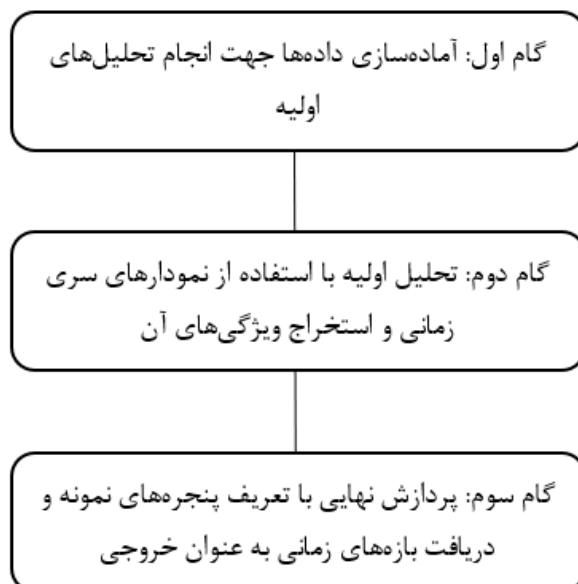 گام اول: آماده‌سازی داده‌ها جهت انجام تحلیل‌های
اولیه
گام دوم: تحلیل اولیه با استفاده از نمودارهای سری
زمانی و استخراج ویژگی‌های آن
گام سوم: پردازش نهایی با تعریف پنجره‌های نمونه و
دریافت بازه‌های زمانی به عنوان خروجی